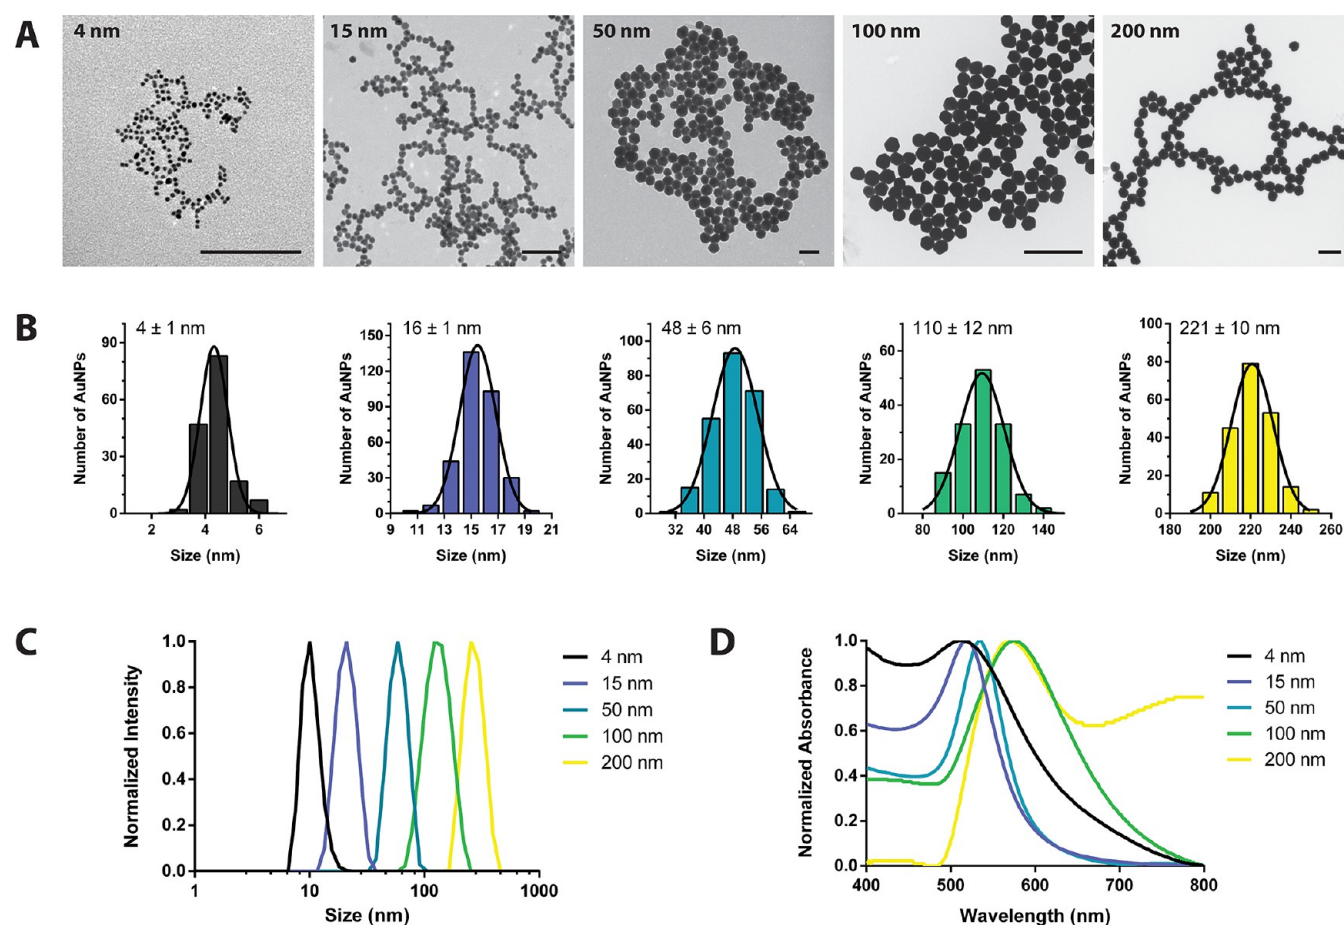 A
4 nm
15 nm
50 nm
100 nm
200 nm
B
4 ± 1 nm
Number of AuNPs
90
60
30
0
2 4 6
Size (nm)
16 ± 1 nm
Number of AuNPs
150
120
90
60
30
0
9 11 13 15 17 19 21
Size (nm)
48 ± 6 nm
Number of AuNPs
100
80
60
40
20
0
32 40 48 56 64
Size (nm)
110 ± 12 nm
Number of AuNPs
60
40
20
0
80 100 120 140
Size (nm)
221 ± 10 nm
Number of AuNPs
100
80
60
40
20
0
180 200 220 240 260
Size (nm)
C
Normalized Intensity
1.0
0.8
0.6
0.4
0.2
0.0
1 10 100 1000
Size (nm)
4 nm
15 nm
50 nm
100 nm
200 nm
D
Normalized Absorbance
1.0
0.8
0.6
0.4
0.2
0.0
400 500 600 700 800
Wavelength (nm)
4 nm
15 nm
50 nm
100 nm
200 nm